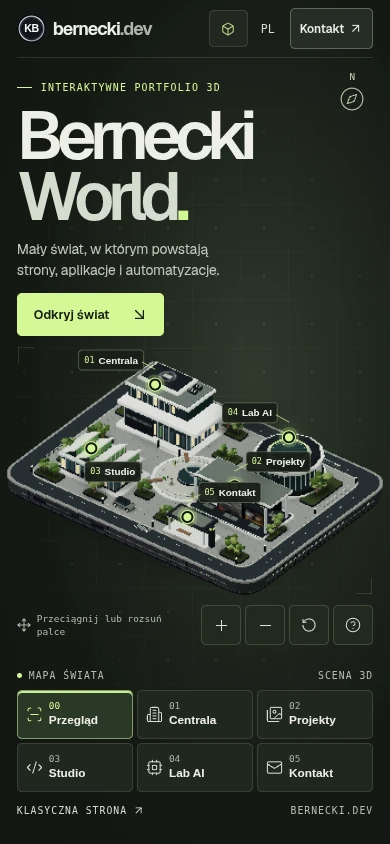 KB bernecki.dev PL Kontakt
N
INTERAKTYWNE PORTFOLIO 3D
Bernecki
World.
Mały świat, w którym powstają
strony, aplikacje i automatyzacje.
Odkryj świat
01 Centrala
04 Lab AI
02 Projekty
03 Studio
05 Kontakt
Przeciągnij lub rozsuń
palce
MAPA ŚWIATA SCENA 3D
00 01 02
Przegląd Centrala Projekty
03 04 05
Studio Lab AI Kontakt
KLASYCZNA STRONA BERNECKI.DEV